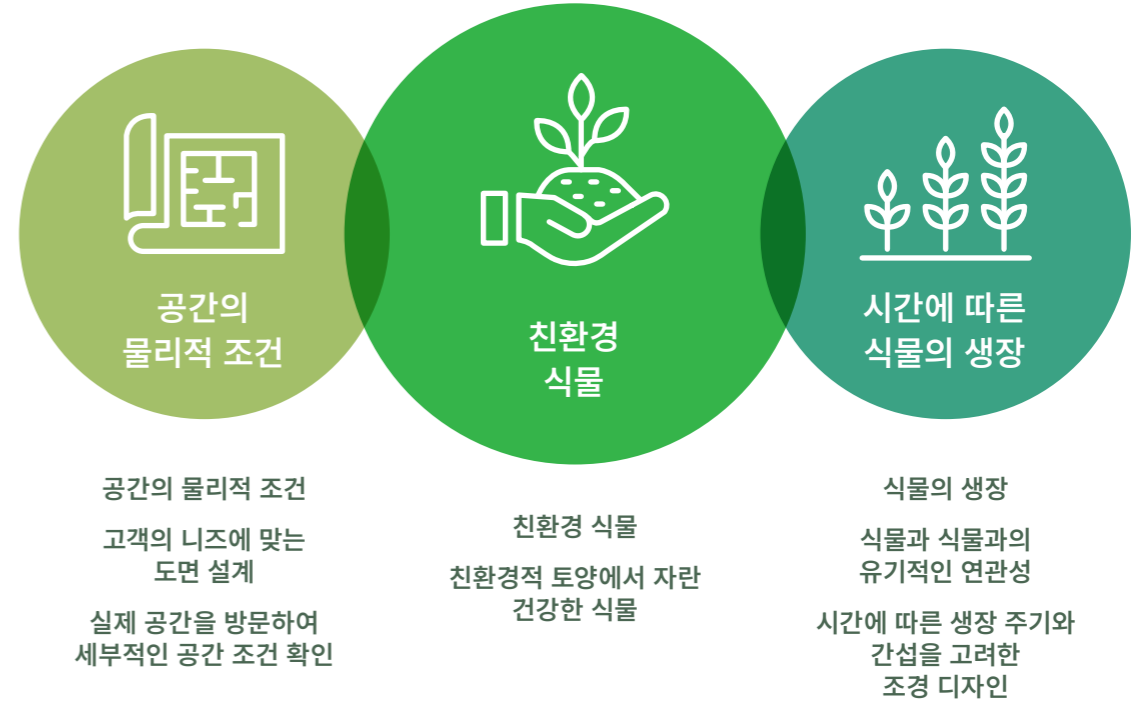 공간의
물리적 조건
친환경
식물
시간에 따른
식물의 생장
공간의 물리적 조건
고객의 니즈에 맞는
도면 설계
실제 공간을 방문하여
세부적인 공간 조건 확인
친환경 식물
친환경적 토양에서 자란
건강한 식물
식물의 생장
식물과 식물과의
유기적인 연관성
시간에 따른 생장 주기와
간섭을 고려한
조경 디자인